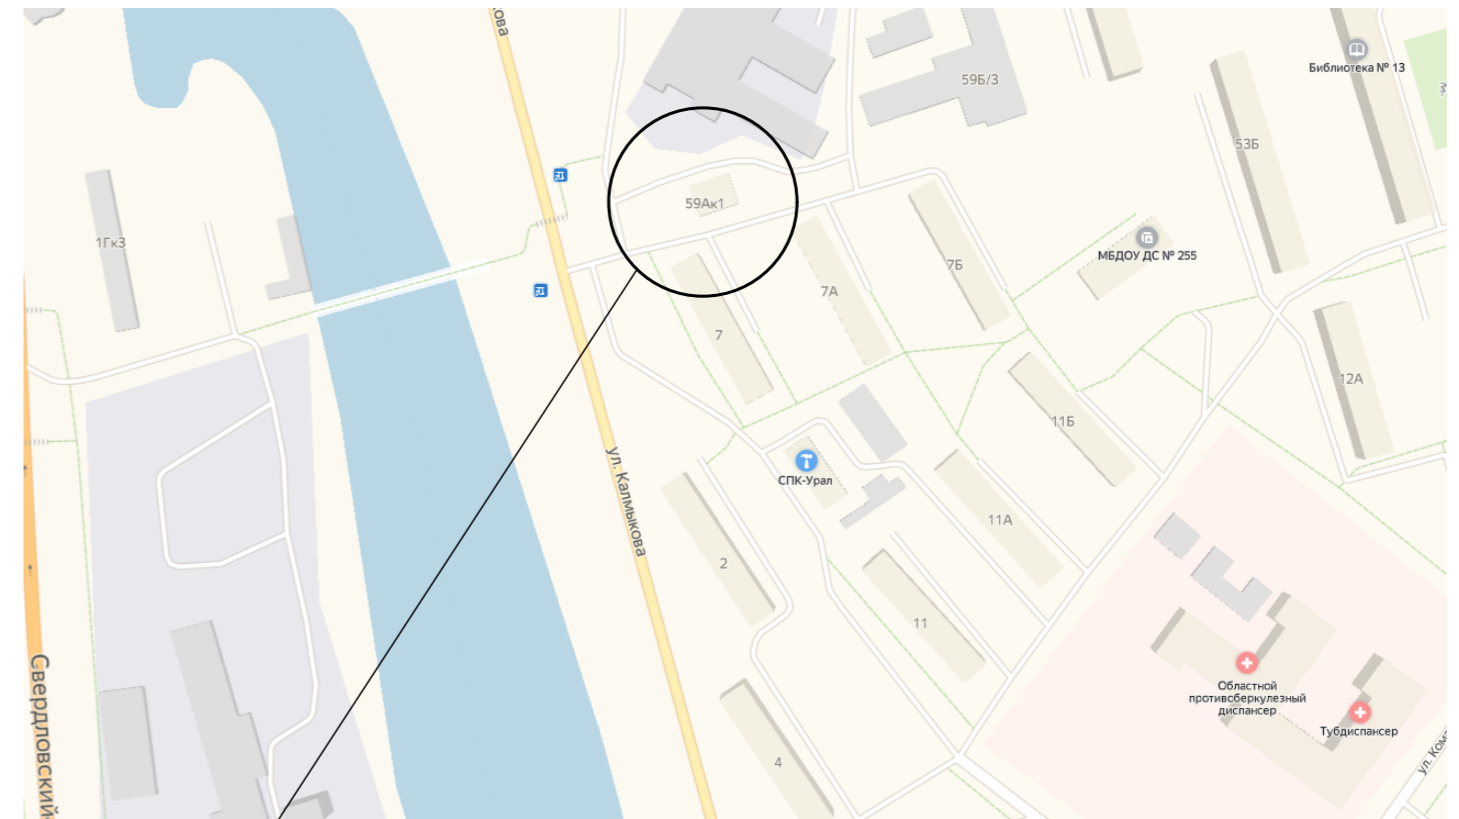 ова
Библиотека № 13
59Б/3
53Б
59Ак1
1Гк3
МБДОУ ДС № 255
7Б
7А
7
12А
11Б
ул. Калмыкова
СПК-Урал
11А
2
11
Свердловский
Областной
противотуберкулезный
диспансер
Тубдиспансер
4
ул. Ком